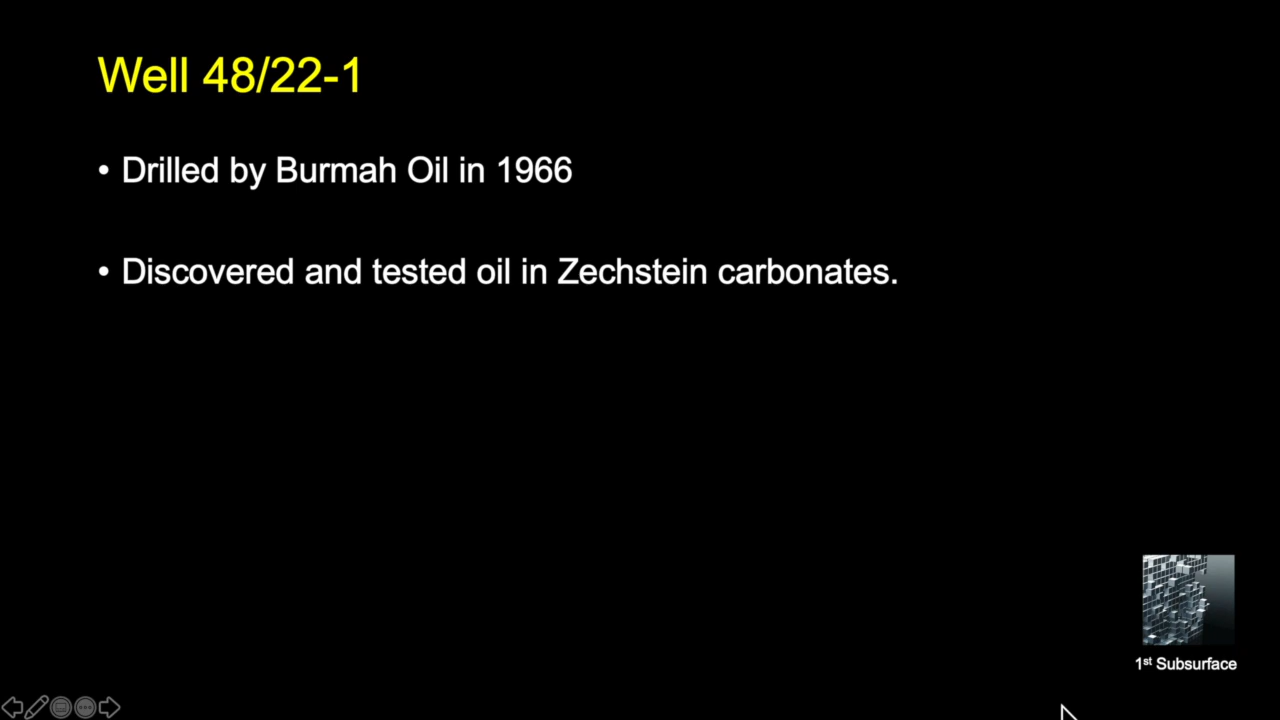 Well 48/22-1
• Drilled by Burmah Oil in 1966
• Discovered and tested oil in Zechstein carbonates.
1st Subsurface